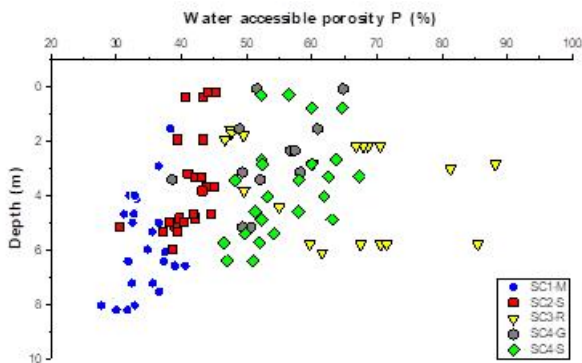 Water accessible porosity P (%)
20 30 40 50 60 70 80 90 100
Depth (m)
0
2
4
6
8
10
SC1-M
SC2-S
SC3-R
SC4-G
SC4-S